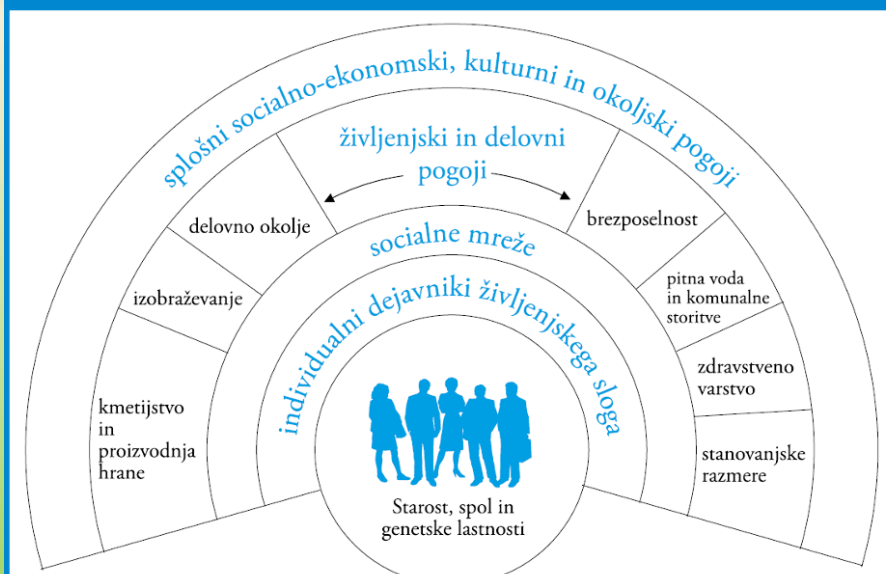 splošni socialno-ekonomski, kulturni in okoljski pogoji
življenjski in delovni
pogoji
delovno okolje
brezposelnost
socialne mreže
izobraževanje
pitna voda
in komunalne
storitve
individualni dejavniki življenjskega sloga
zdravstveno
varstvo
kmetijstvo
in
proizvodnja
hrane
stanovanjske
razmere
Starost, spol in
genetske lastnosti